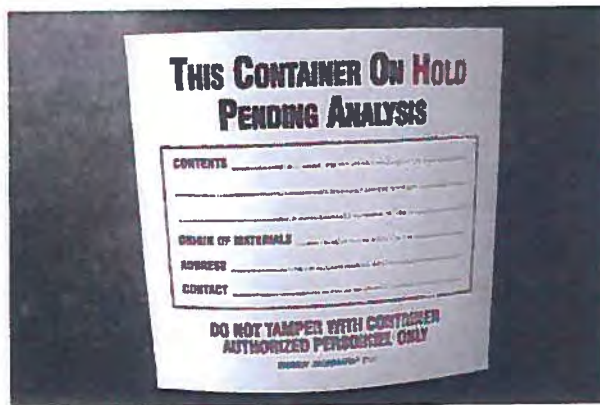 THIS CONTAINER ON HOLD
PENDING ANALYSIS
CONTENTS
ORIGIN OF MATERIALS
ADDRESS
CONTACT
DO NOT TAMPER WITH CONTAINER
AUTHORIZED PERSONNEL ONLY